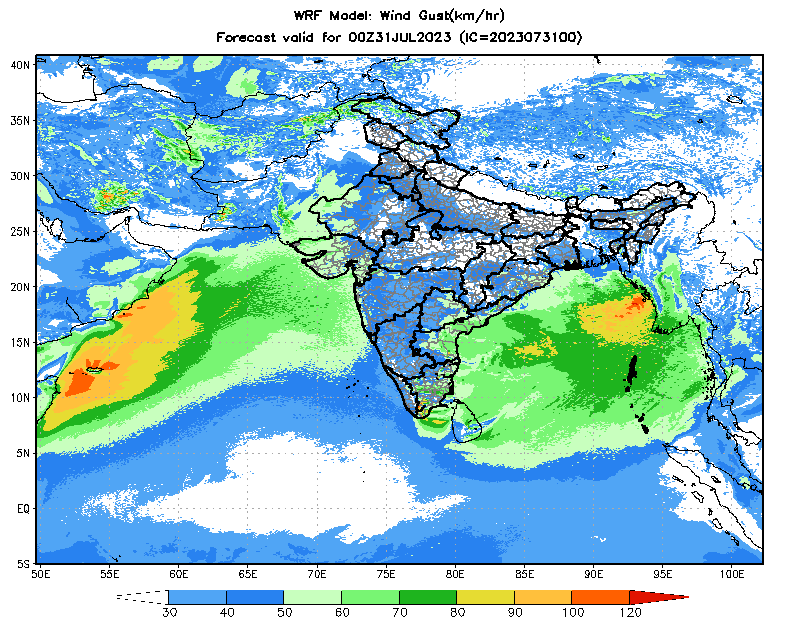 WRF Model: Wind Gust(km/hr)
Forecast valid for 00Z31JUL2023 (IC=2023073100)
40N
35N
30N
25N
20N
15N
10N
5N
EQ
5S
50E 55E 60E 65E 70E 75E 80E 85E 90E 95E 100E
30 40 50 60 70 80 90 100 120